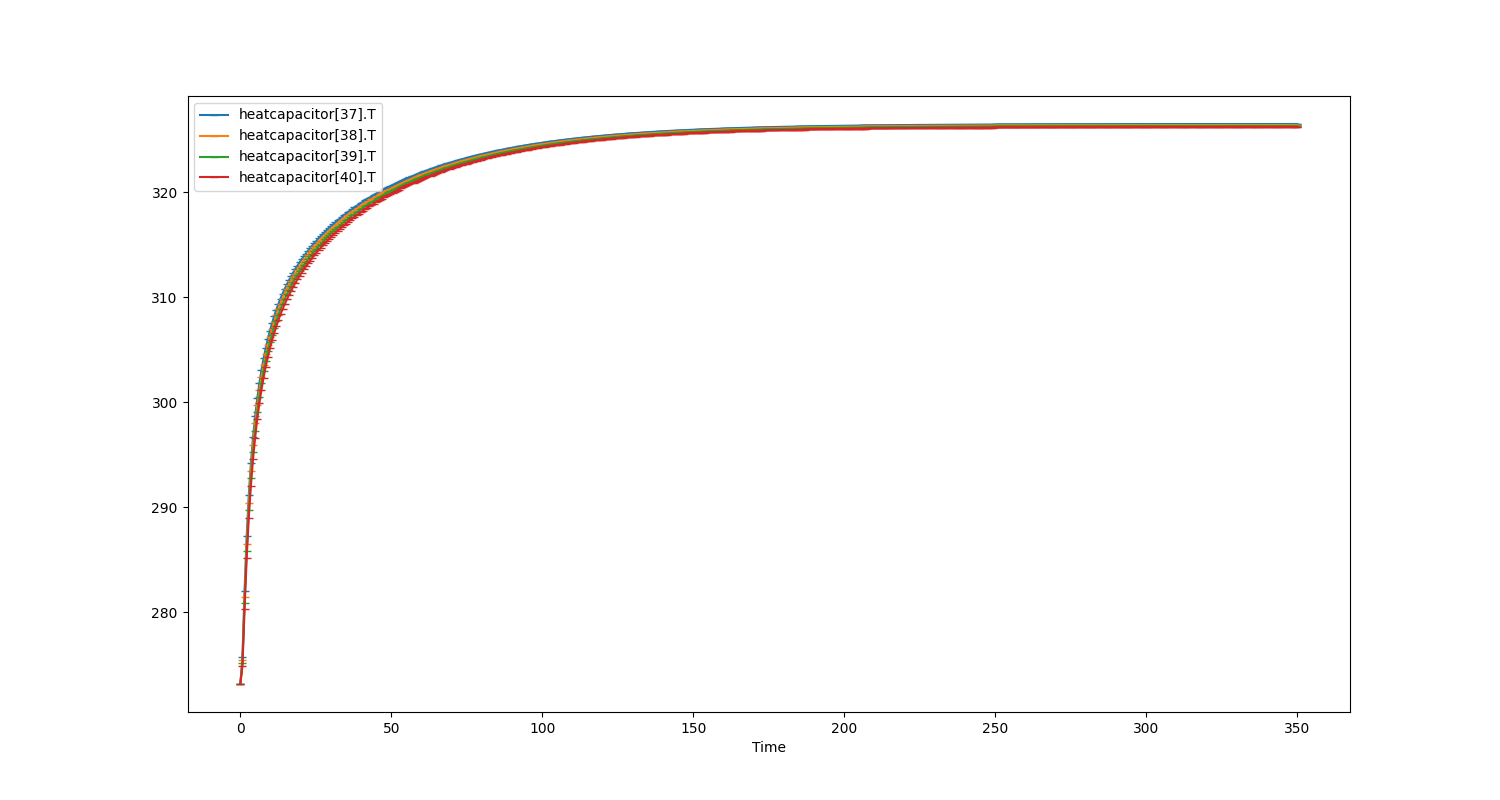 heatcapacitor[37].T
heatcapacitor[38].T
heatcapacitor[39].T
heatcapacitor[40].T
320
310
300
290
280
0 50 100 150 200 250 300 350
Time